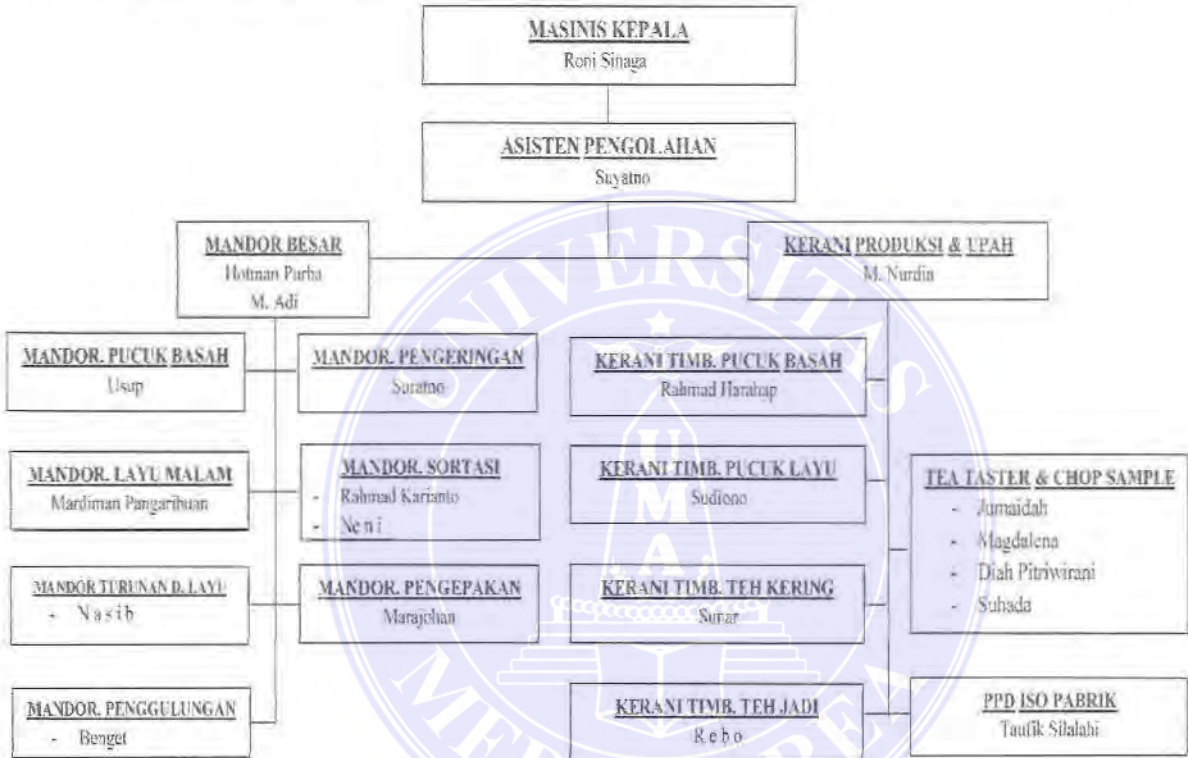 MASINIS KEPALA
Roni Sinaga
ASISTEN PENGOLAHAN
Suyatno
MANDOR BESAR
Hotman Purba
M. Adi
KERANI PRODUKSI & UPAH
M. Nurdin
MANDOR. PUCUK BASAH
Usup
MANDOR. PENGERINGAN
Suratno
KERANI TIMB. PUCUK BASAH
Rahmad Harahap
MANDOR. LAYU MALAM
Mardiman Pangaribuan
MANDOR. SORTASI
- Rahmad Karianto
- Neni
KERANI TIMB. PUCUK LAYU
Sudiono
TEA TASTER & CHOP SAMPLE
- Jumaidah
- Magdalena
- Diah Pitriwirani
- Suhada
MANDOR TURUNAN D. LAYU
- Nasib
MANDOR. PENGEPAKAN
Marajohan
KERANI TIMB. TEH KERING
Sunar
MANDOR. PENGGULUNGAN
- Benget
KERANI TIMB. TEH JADI
Rebo
PPD ISO PABRIK
Taufik Silalahi
UNIVERSITAS
UMA